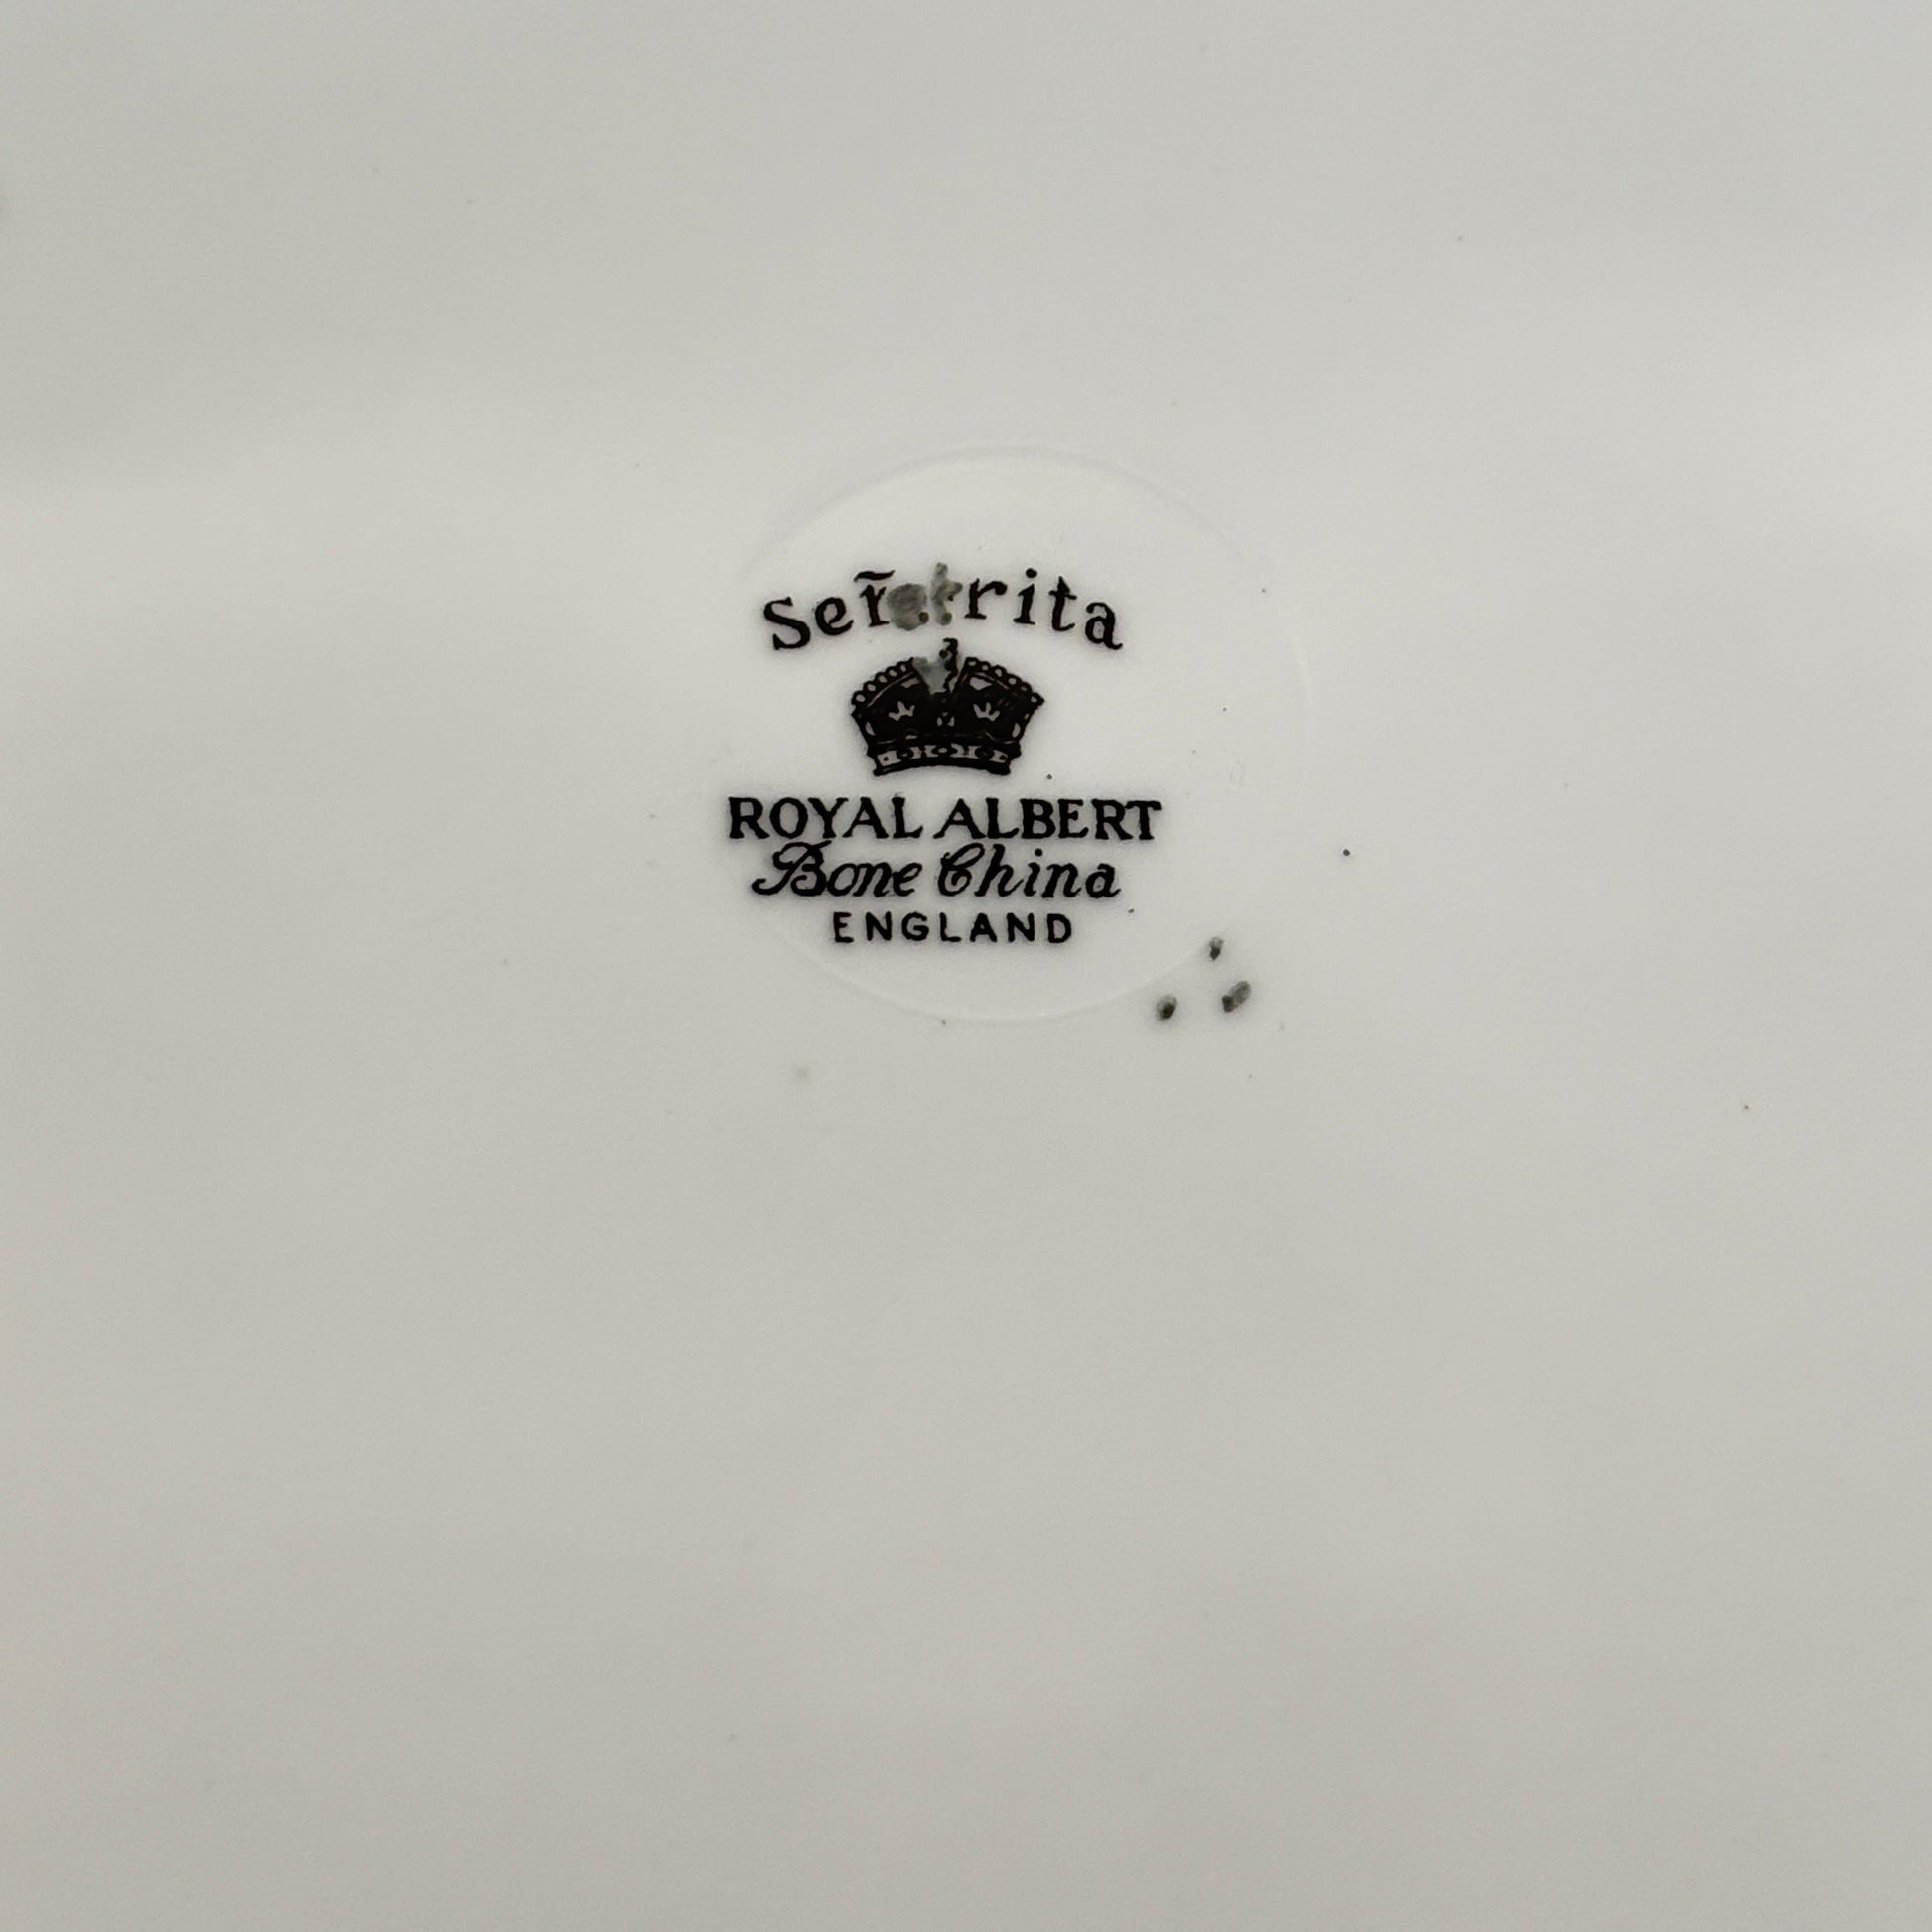 Señorita
ROYAL ALBERT
Bone China
ENGLAND